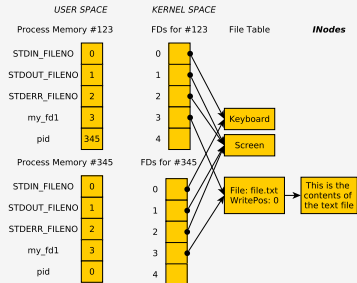 USER SPACE KERNEL SPACE
Process Memory #123 FDs for #123 File Table INodes
STDIN_FILENO 0 0
STDOUT_FILENO 1 1
STDERR_FILENO 2 2
my_fd1 3 3
pid 345 4
Keyboard
Screen
Process Memory #345 FDs for #345
STDIN_FILENO 0 0
STDOUT_FILENO 1 1
STDERR_FILENO 2 2
my_fd1 3 3
pid 0 4
File: file.txt
WritePos: 0
This is the
contents of
the text file